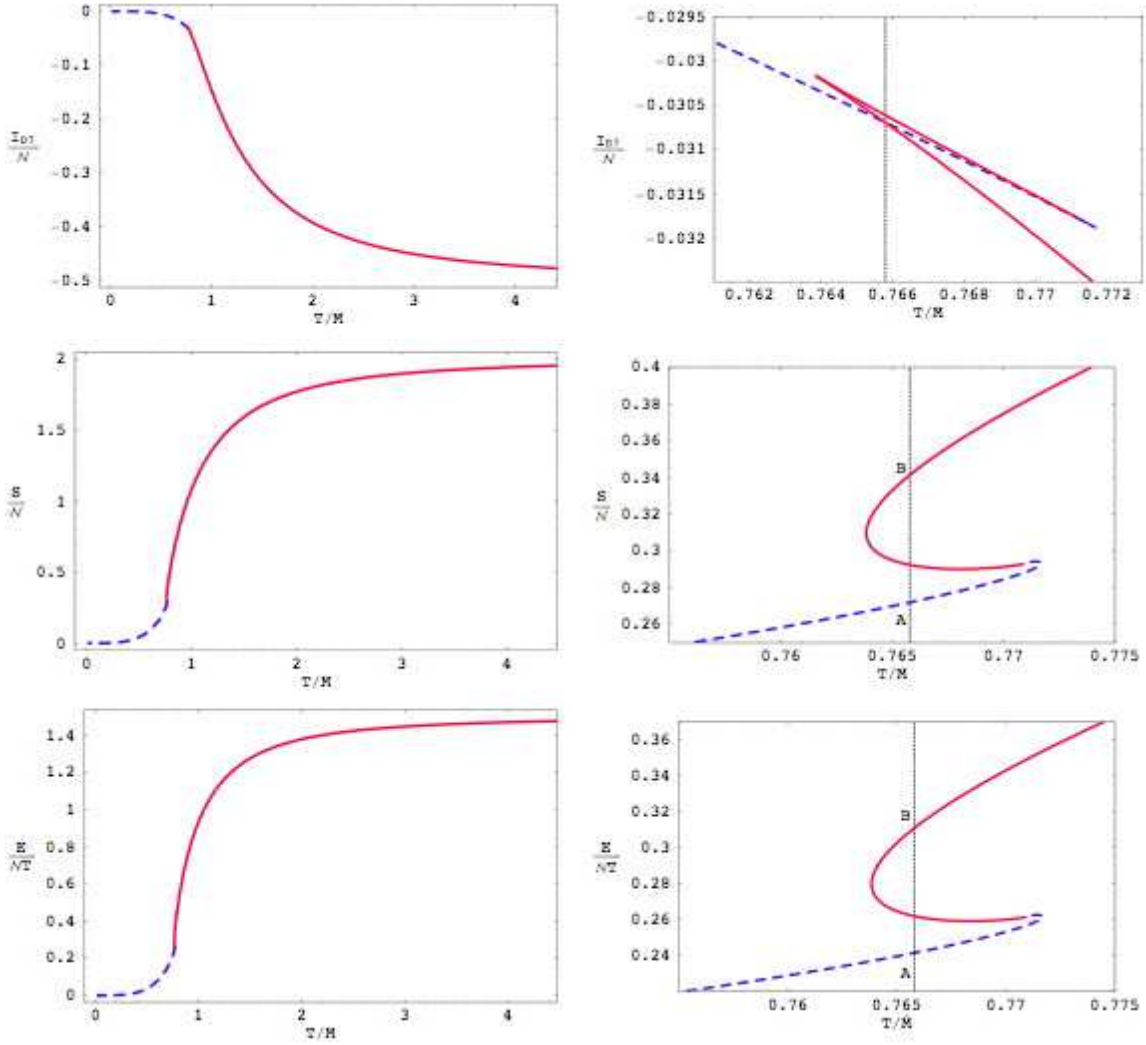 0
-0.1
-0.2
-0.3
-0.4
-0.5
I_D7
N
0 1 2 3 4
T/M
-0.0295
-0.03
-0.0305
-0.031
-0.0315
-0.032
I_D7
N
0.762 0.764 0.766 0.768 0.77 0.772
T/M
2
1.5
1
0.5
0
S
N
0 1 2 3 4
T/M
0.4
0.38
0.36
0.34
0.32
0.3
0.28
0.26
S
N
B
A
0.76 0.765 0.77 0.775
T/M
1.4
1.2
1
0.8
0.6
0.4
0.2
0
E
NT
0 1 2 3 4
T/M
0.36
0.32
0.3
0.28
0.26
0.24
E
NT
B
A
0.76 0.765 0.77 0.775
T/M